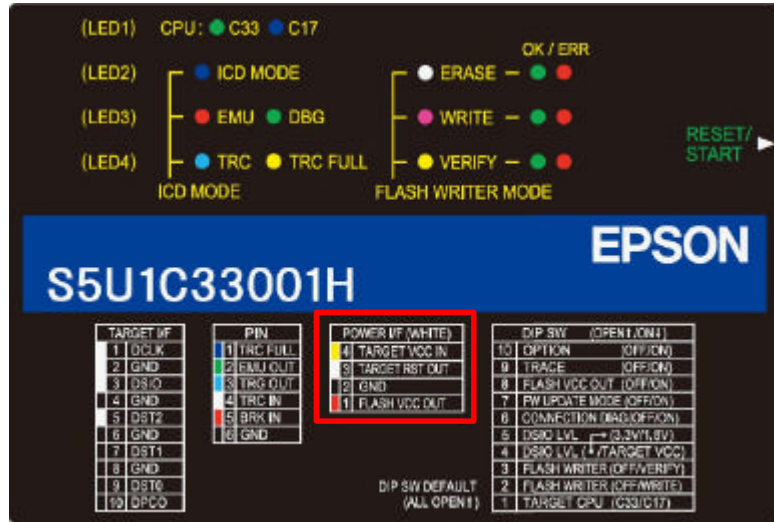 (LED1) CPU: C33 C17
OK / ERR
(LED2) ICD MODE ERASE
(LED3) EMU DBG WRITE
(LED4) TRC TRC FULL VERIFY
RESET/
START
ICD MODE FLASH WRITER MODE
EPSON
S5U1C33001H
TARGET I/F
1 DCLK
2 GND
3 DSIO
4 GND
5 DST2
6 GND
7 DST1
8 GND
9 DST0
10 DPCO
PIN
1 TRC FULL
2 EMU OUT
3 TRG OUT
4 TRC IN
5 BRK IN
6 GND
POWER I/F (WHITE)
4 TARGET VCC IN
3 TARGET RST OUT
2 GND
1 FLASH VCC OUT
DIP SW (OPEN↑/ON↓)
10 OPTION (OFF/ON)
9 TRACE (OFF/ON)
8 FLASH VCC OUT (OFF/ON)
7 FW UPDATE MODE (OFF/ON)
6 CONNECTION DIAG(OFF/ON)
5 DSIO LVL (3.3V/1.8V)
4 DSIO LVL (↓/TARGET VCC)
3 FLASH WRITER (OFF/VERIFY)
2 FLASH WRITER (OFF/WRITE)
1 TARGET CPU (C33/C17)
DIP SW DEFAULT
(ALL OPEN↑)